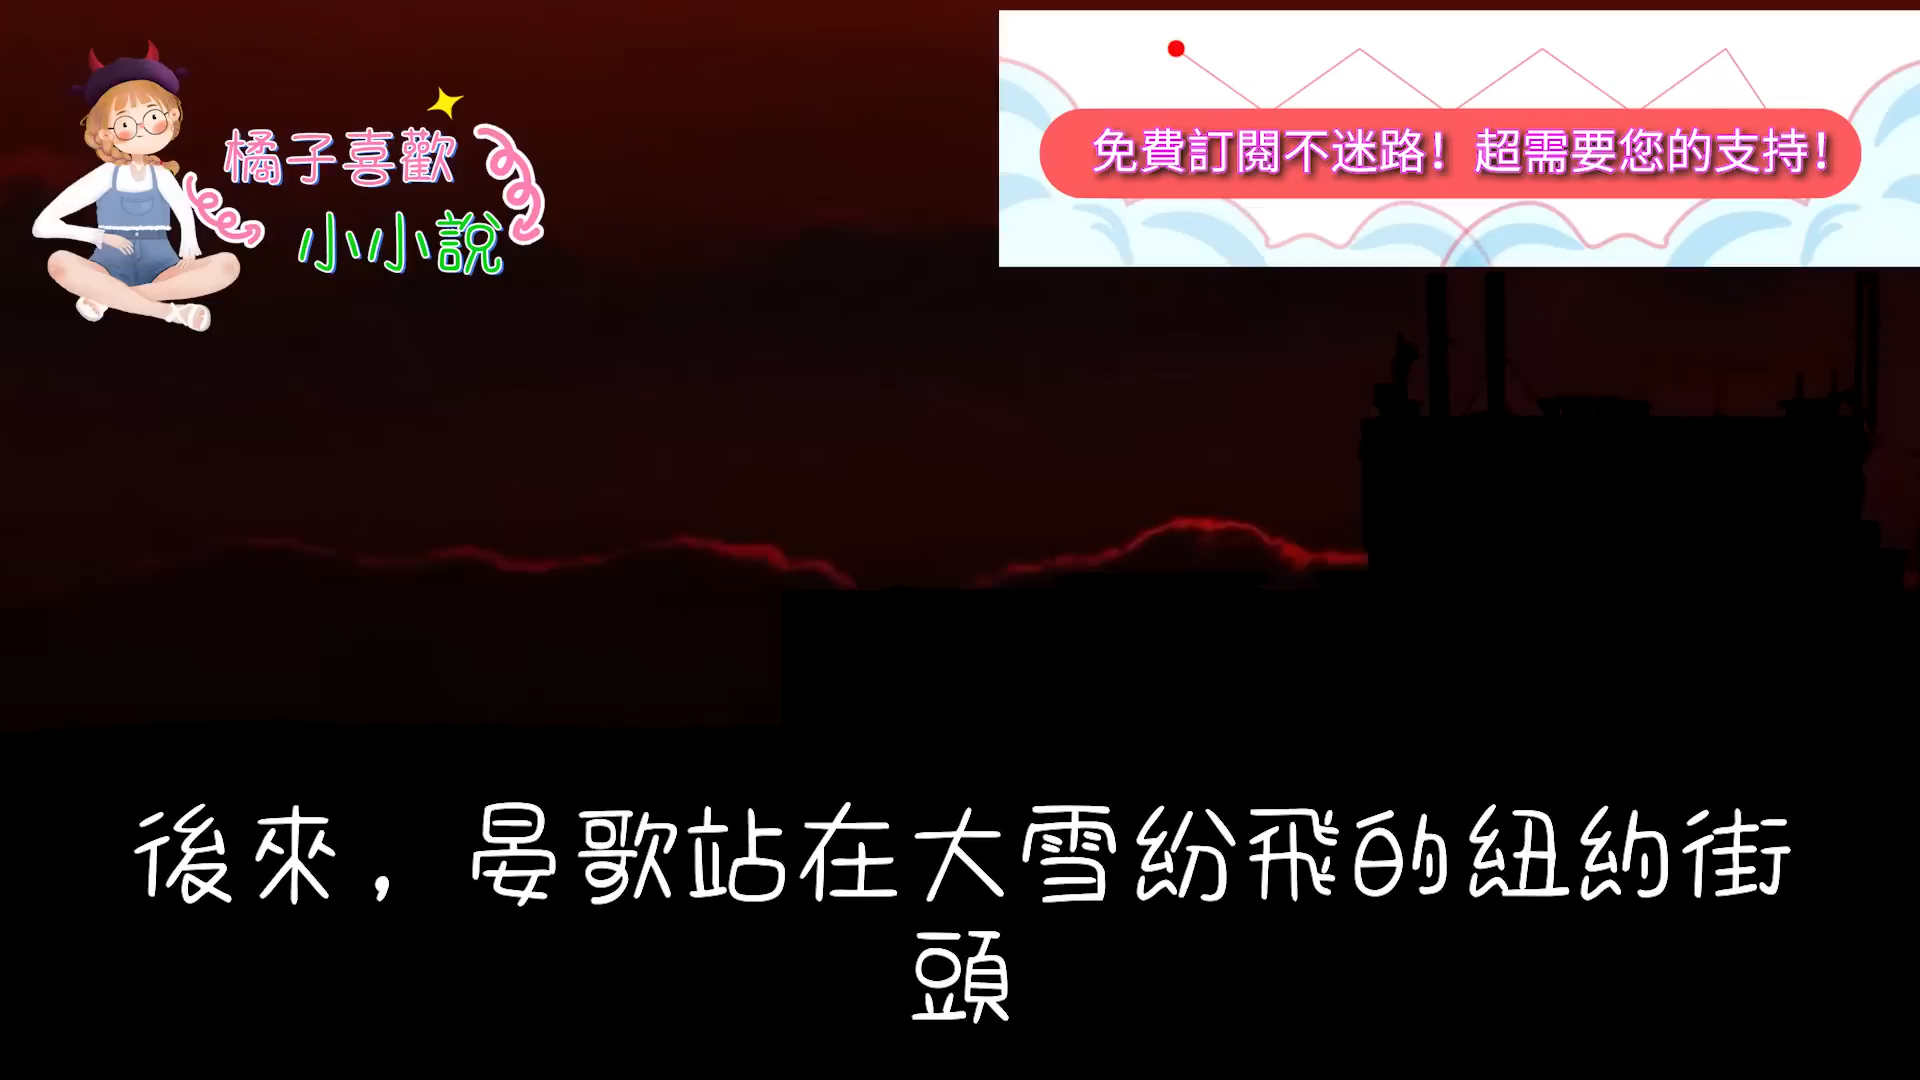 橘子喜歡
小小說
免費訂閱不迷路！超需要您的支持！
後來，晏歌站在大雪紛飛的紐約街
頭